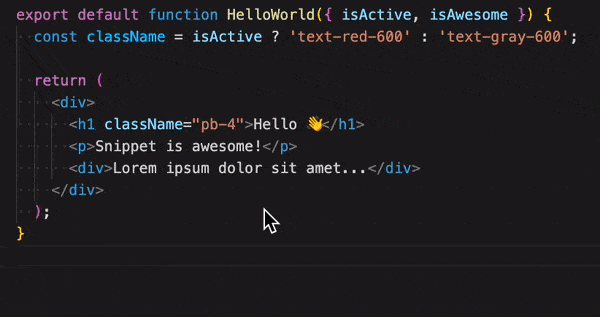 export default function HelloWorld({ isActive, isAwesome }) {
  const className = isActive ? 'text-red-600' : 'text-gray-600';

  return (
    <div>
      <h1 className="pb-4">Hello 👋</h1>
      <p>Snippet is awesome!</p>
      <div>Lorem ipsum dolor sit amet...</div>
    </div>
  );
}